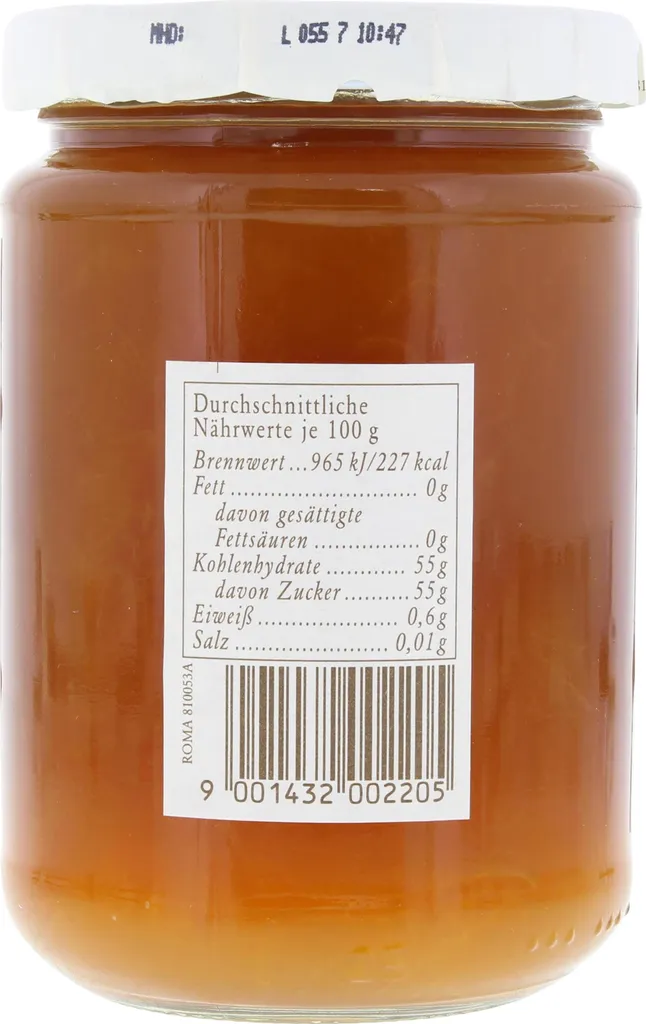 MHD: L 055 7 10:47
Durchschnittliche
Nährwerte je 100 g
Brennwert ... 965 kJ/227 kcal
Fett ............................ 0g
davon gesättigte
Fettsäuren ................ 0g
Kohlenhydrate ............ 55g
davon Zucker .......... 55g
Eiweiß ..................... 0,6g
Salz ....................... 0,01g
ROMA 810053A
9 001432 002205